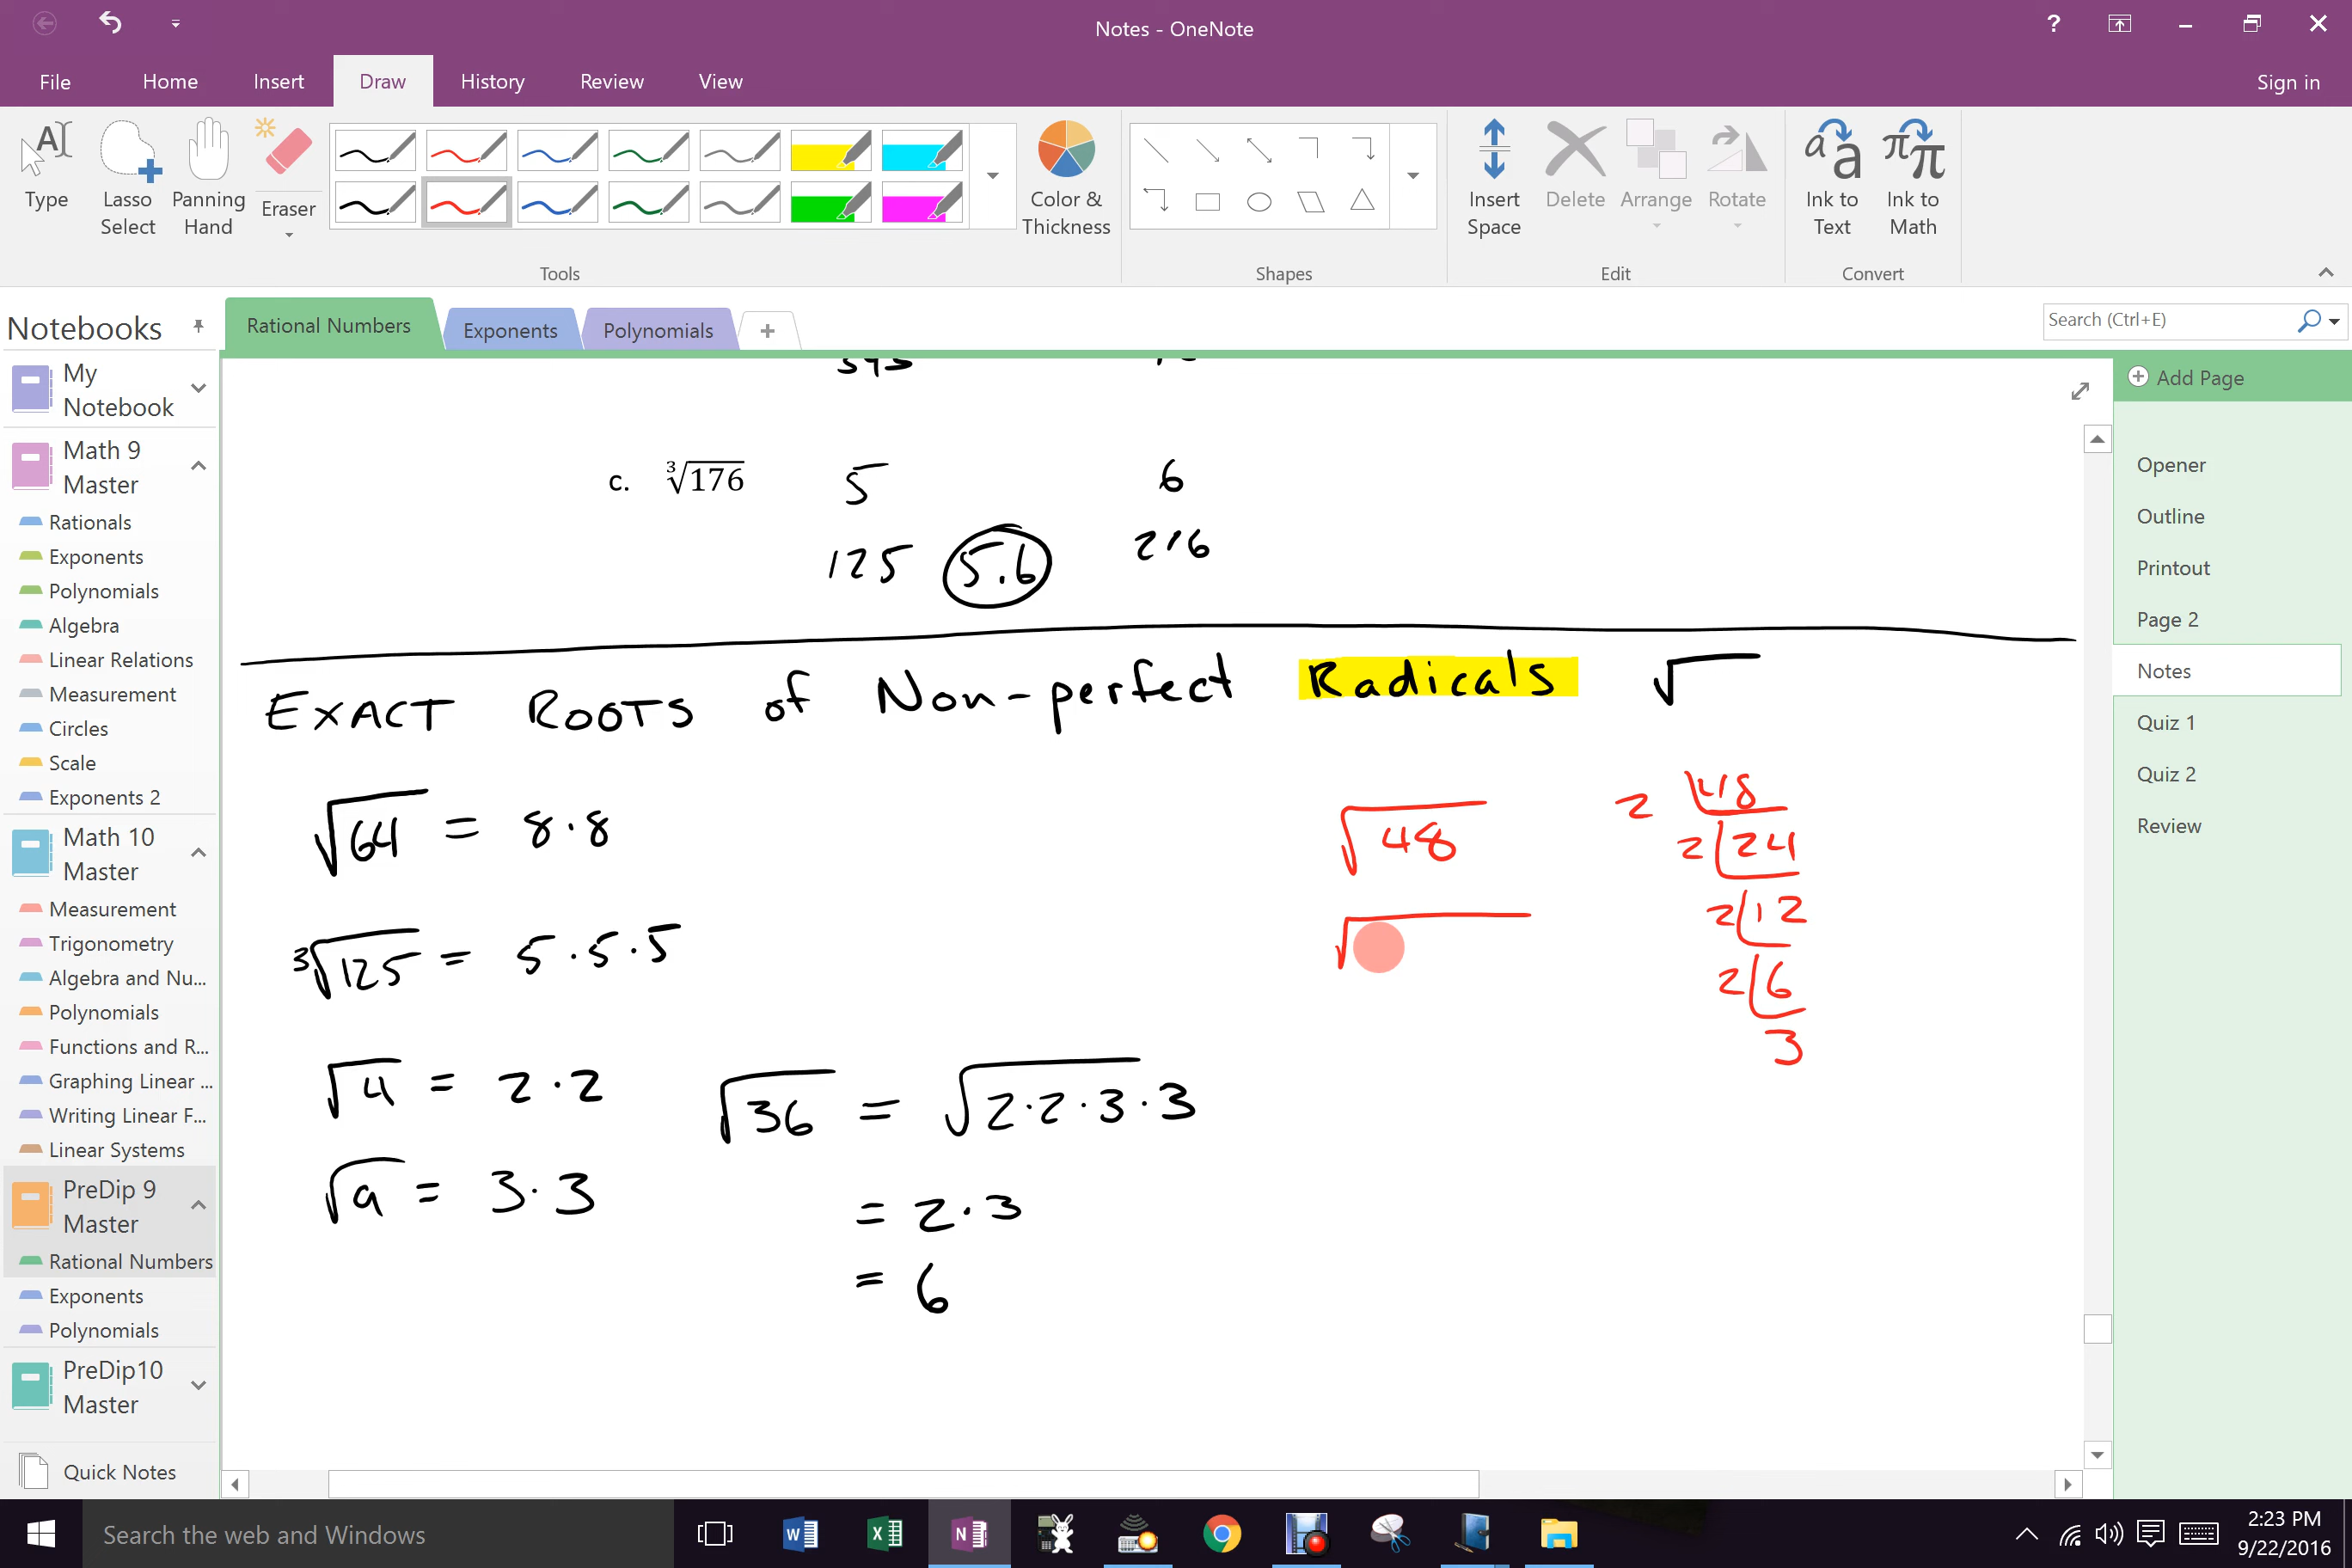 Notes - OneNote
?
File Home Insert Draw History Review View Sign in
Type
Lasso Select
Panning Hand
Eraser
Color & Thickness
Insert Space
Delete
Arrange
Rotate
Ink to Text
Ink to Math
Tools Shapes Edit Convert
Notebooks
Rational Numbers Exponents Polynomials +
Search (Ctrl+E)
My Notebook
Math 9 Master
Rationals
Exponents
Polynomials
Algebra
Linear Relations
Measurement
Circles
Scale
Exponents 2
Math 10 Master
Measurement
Trigonometry
Algebra and Nu...
Polynomials
Functions and R...
Graphing Linear ...
Writing Linear F...
Linear Systems
PreDip 9 Master
Rational Numbers
Exponents
Polynomials
PreDip10 Master
Quick Notes
c. ∛176 5 6
125 5.6 216
EXACT ROOTS of Non-perfect Radicals √
√64 = 8·8
∛125 = 5·5·5
√4 = 2·2
√9 = 3·3
√36 = √2·2·3·3
= 2·3
= 6
√48
√
2 48
2 24
2 12
2 6
3
Add Page
Opener
Outline
Printout
Page 2
Notes
Quiz 1
Quiz 2
Review
Search the web and Windows
2:23 PM
9/22/2016